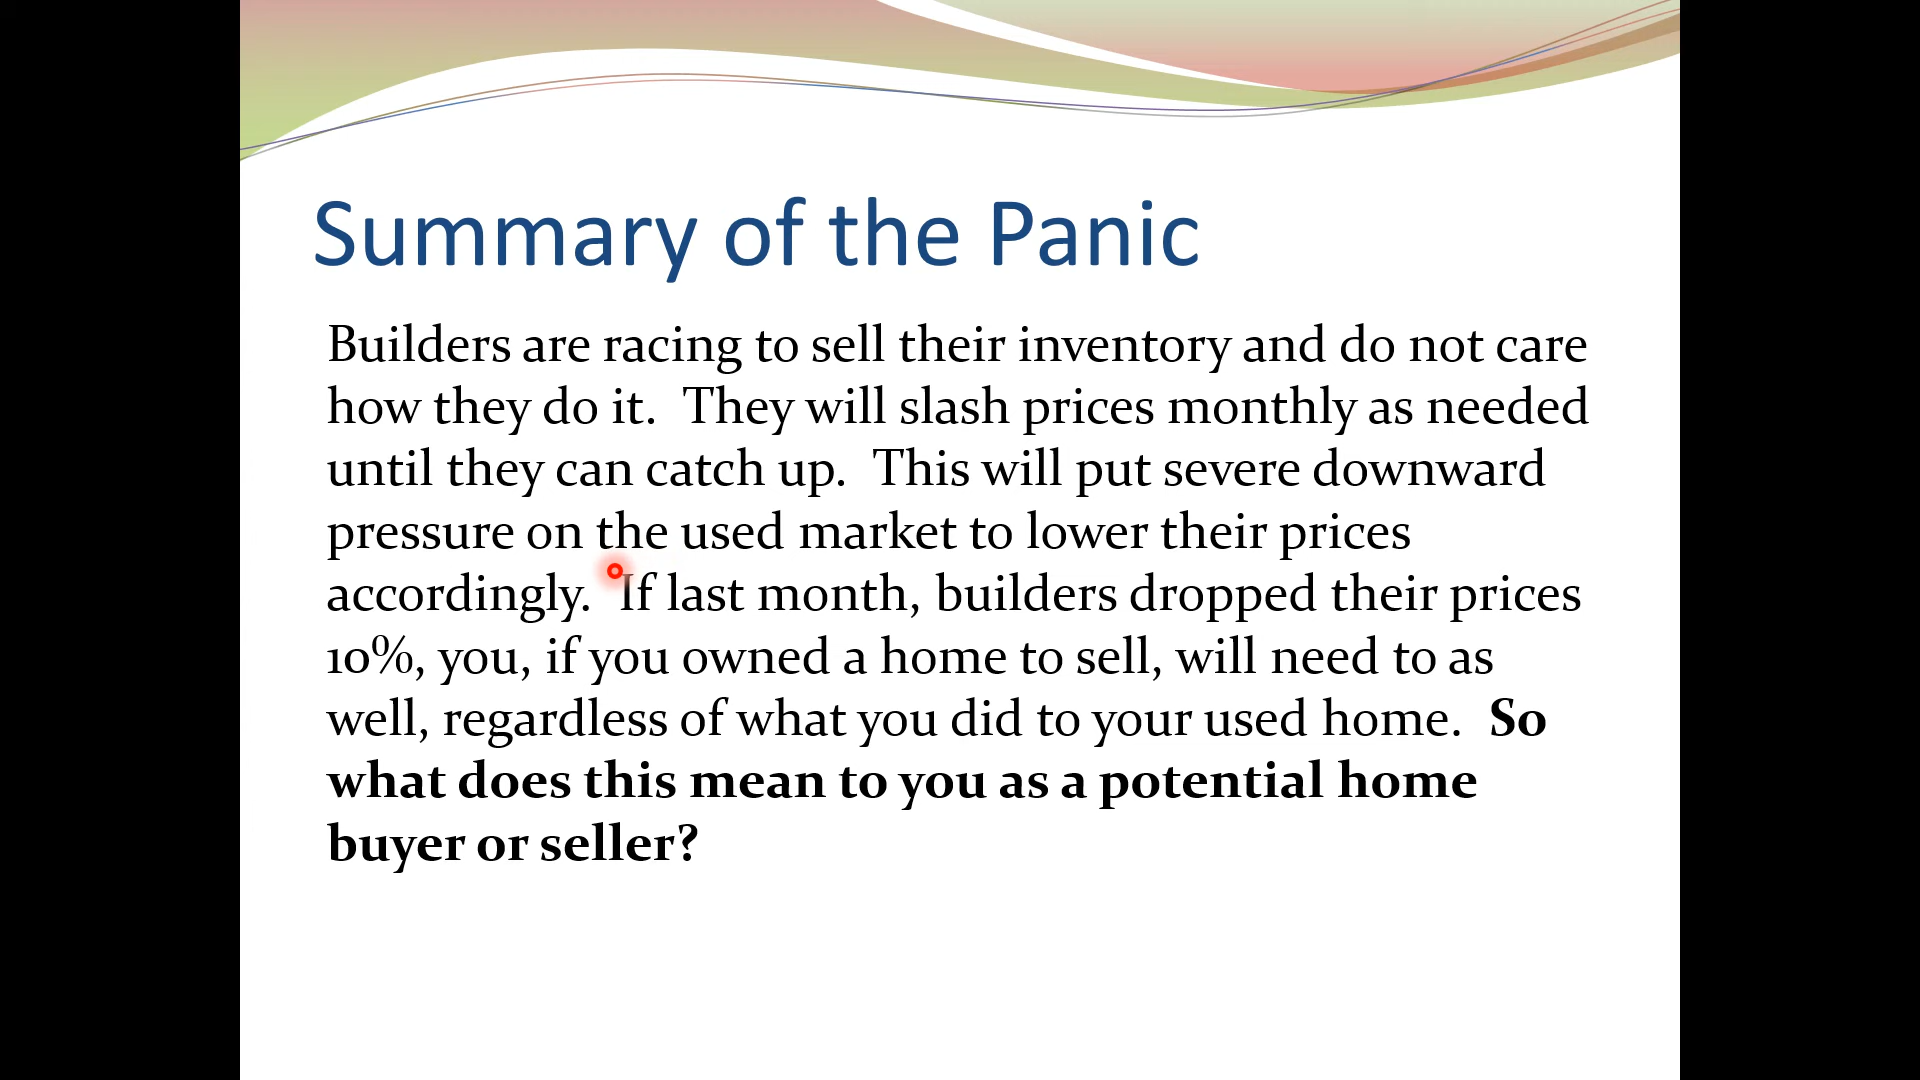 Summary of the Panic
Builders are racing to sell their inventory and do not care
how they do it.  They will slash prices monthly as needed
until they can catch up.  This will put severe downward
pressure on the used market to lower their prices
accordingly.  If last month, builders dropped their prices
10%, you, if you owned a home to sell, will need to as
well, regardless of what you did to your used home.  So
what does this mean to you as a potential home
buyer or seller?